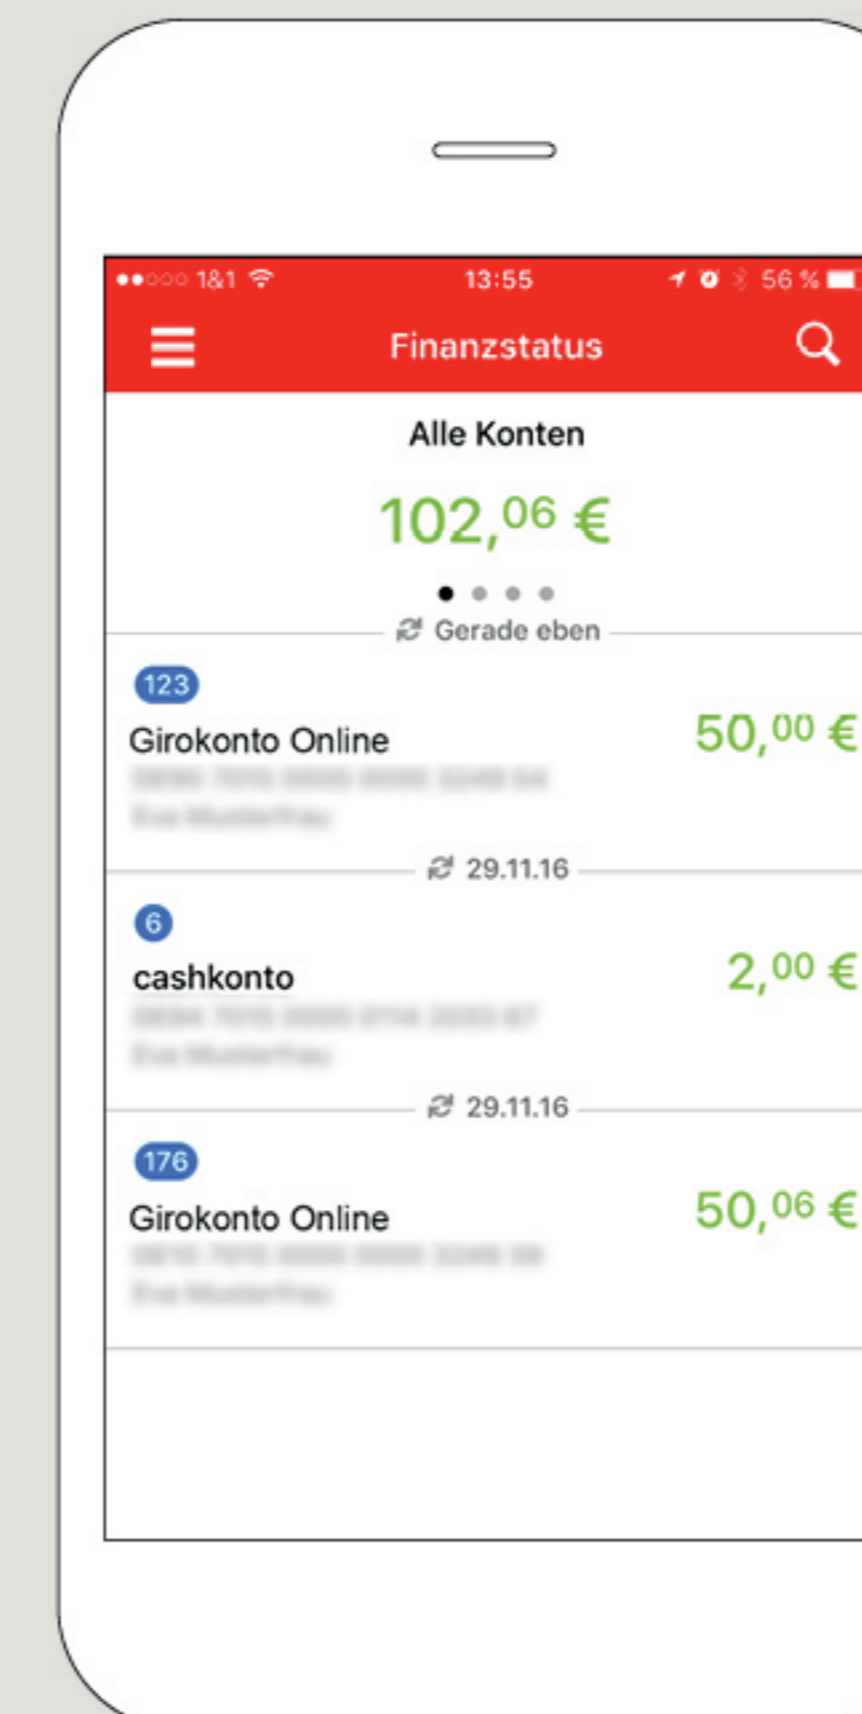 1&1 13:55 56 %
Finanzstatus
Alle Konten
102,06 €
Gerade eben
123
Girokonto Online 50,00 €
29.11.16
6
cashkonto 2,00 €
29.11.16
176
Girokonto Online 50,06 €